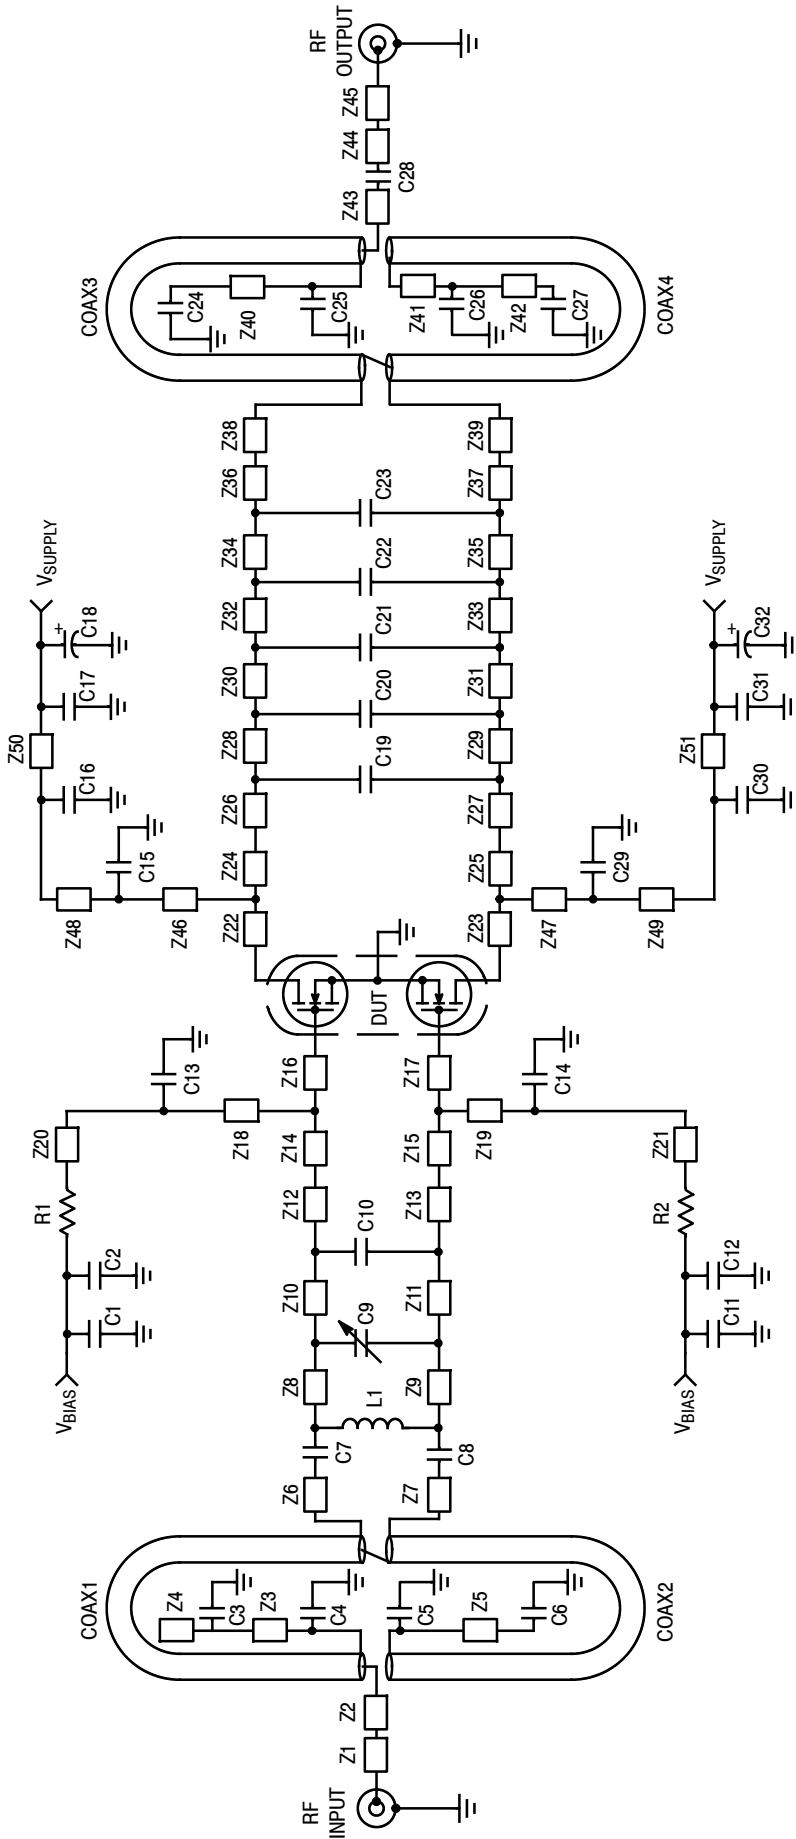 RF
INPUT
Z1
Z2
COAX1
Z4
C3
Z3
C4
C5
Z5
C6
COAX2
Z6
C7
Z7
C8
L1
Z8
Z9
C9
Z10
Z11
C10
Z12
Z13
Z14
Z15
Z16
Z17
VBIAS
C1
C2
R1
Z20
C13
Z18
VBIAS
C11
C12
R2
Z21
C14
Z19
DUT
Z22
Z23
Z24
Z25
Z26
Z27
C19
Z28
Z29
C20
Z30
Z31
C21
Z32
Z33
C22
Z34
Z35
C23
Z36
Z37
Z38
Z39
Z46
C15
Z48
C16
Z50
C17
+
C18
VSUPPLY
Z47
C29
Z49
C30
Z51
C31
+
C32
VSUPPLY
COAX3
C24
Z40
C25
Z41
C26
Z42
C27
COAX4
Z43
C28
Z44
Z45
RF
OUTPUT